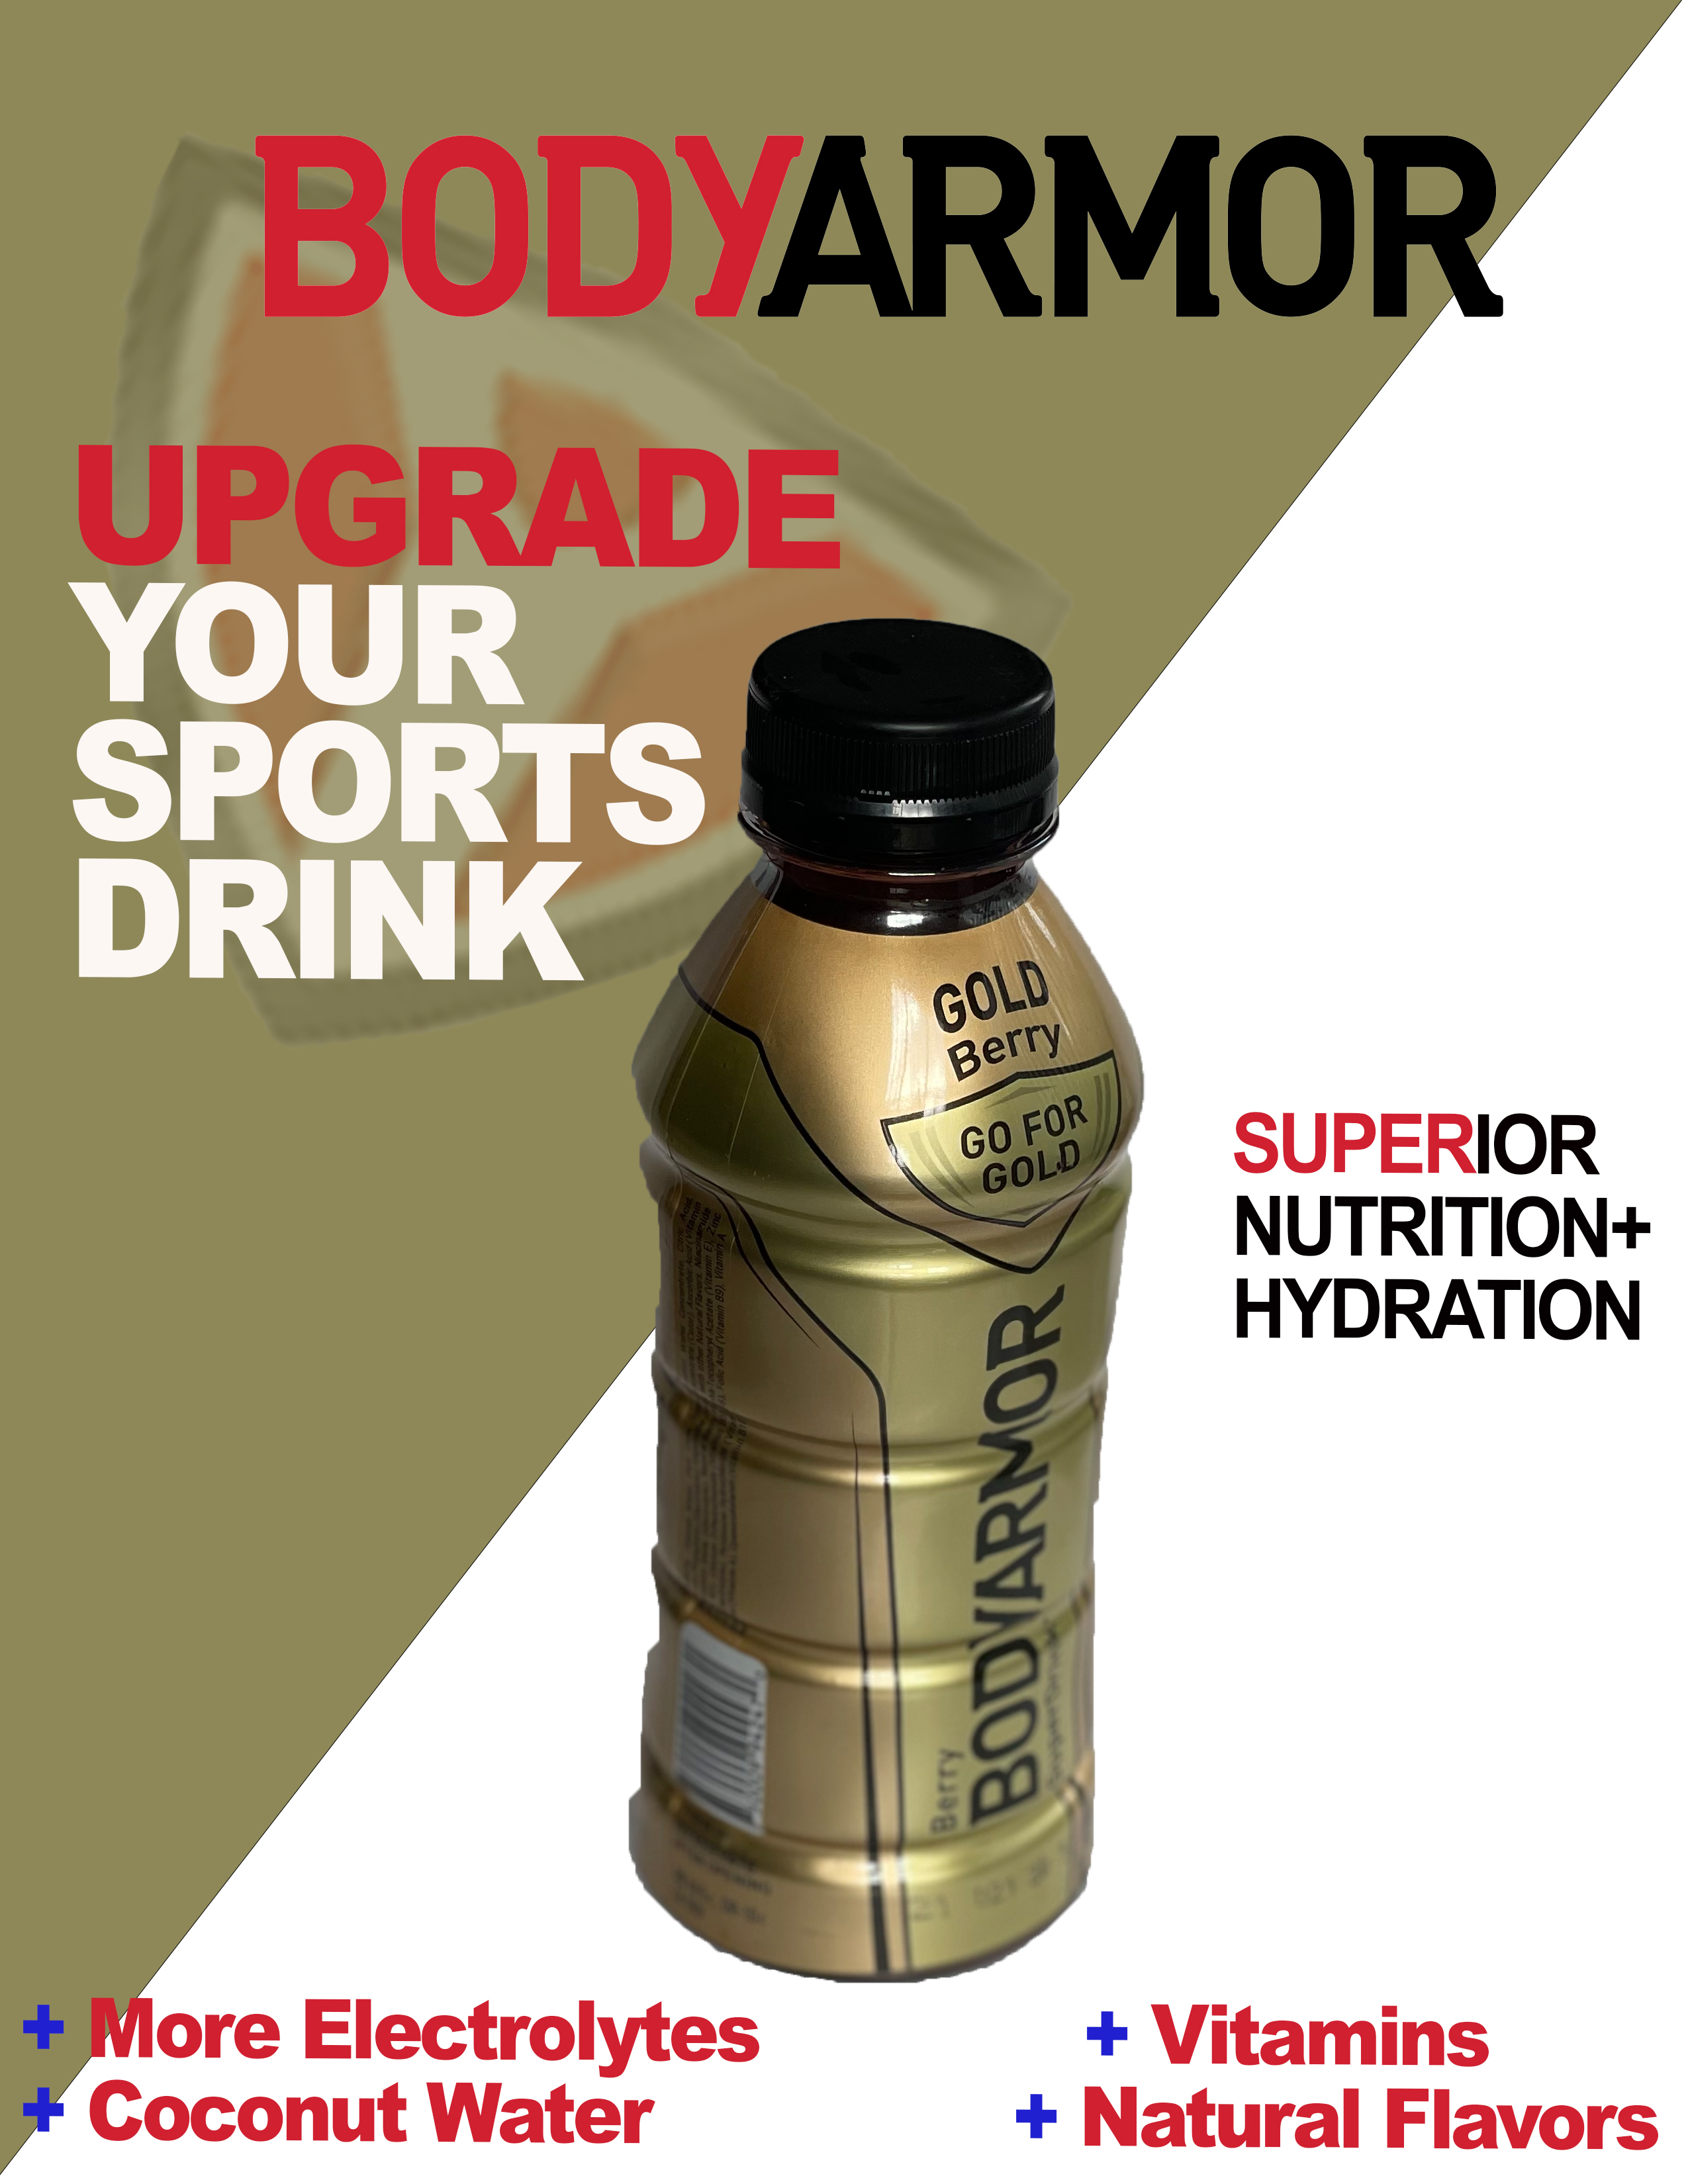 BODYARMOR
UPGRADE
YOUR
SPORTS
DRINK
GOLD
Berry
GO FOR
GOLD
SUPERIOR
NUTRITION+
HYDRATION
Berry
BODYARMOR
SuperDrink
+ More Electrolytes
+ Coconut Water
+ Vitamins
+ Natural Flavors